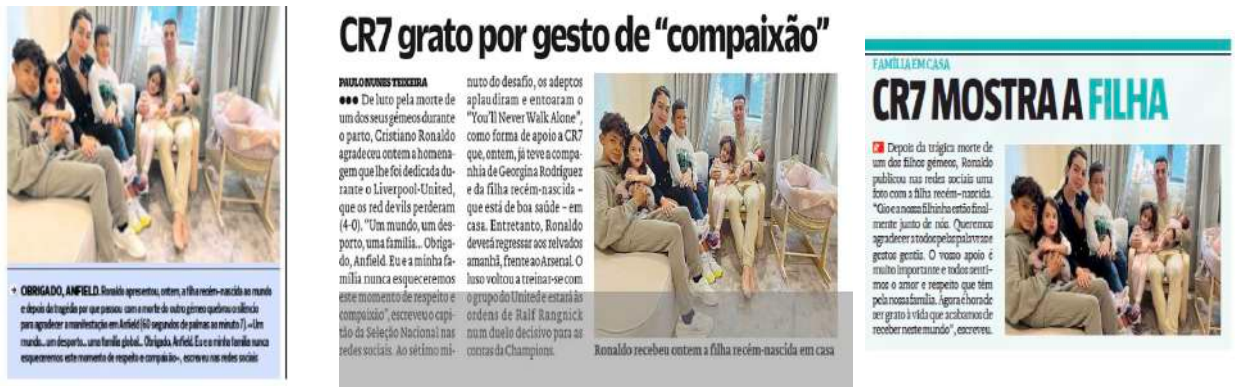 + OBRIGADO, ANFIELD. Ronaldo apresentou, ontem, a filha recém-nascida ao mundo
e depois da tragédia por que passou com a morte do outro gémeo quebrou o silêncio
para agradecer a manifestação em Anfield (60 segundos de palmas ao minuto 7). «Um
mundo... um desporto... uma família global... Obrigado, Anfield. Eu e a minha família nunca
esqueceremos este momento de respeito e compaixão», escreveu nas redes sociais
CR7 grato por gesto de “compaixão”
PAULO NUNES TEIXEIRA
●●● De luto pela morte de
um dos seus gémeos durante
o parto, Cristiano Ronaldo
agradeceu ontem a homena-
gem que lhe foi dedicada du-
rante o Liverpool-United,
que os red devils perderam
(4-0). "Um mundo, um des-
porto, uma família... Obriga-
do, Anfield. Eu e a minha fa-
mília nunca esqueceremos
este momento de respeito e
compaixão", escreveu o capi-
tão da Seleção Nacional nas
redes sociais. Ao sétimo mi-
nuto do desafio, os adeptos
aplaudiram e entoaram o
"You'll Never Walk Alone",
como forma de apoio a CR7
que, ontem, já teve a compa-
nhia de Georgina Rodríguez
e da filha recém-nascida –
que está de boa saúde – em
casa. Entretanto, Ronaldo
deverá regressar aos relvados
amanhã, frente ao Arsenal. O
luso voltou a treinar-se com
o grupo do United e estará às
ordens de Ralf Rangnick
num duelo decisivo para as
contas da Champions.
Ronaldo recebeu ontem a filha recém-nascida em casa
FAMÍLIA EM CASA
CR7 MOSTRA A FILHA
R Depois da trágica morte de
um dos filhos gémeos, Ronaldo
publicou nas redes sociais uma
foto com a filha recém-nascida.
"Gio e a nossa filhinha estão final-
mente junto de nós. Queremos
agradecer a todos pelas palavras e
gestos gentis. O vosso apoio é
muito importante e todos senti-
mos o amor e respeito que têm
pela nossa família. Agora é hora de
ser grato à vida que acabamos de
receber neste mundo", escreveu.